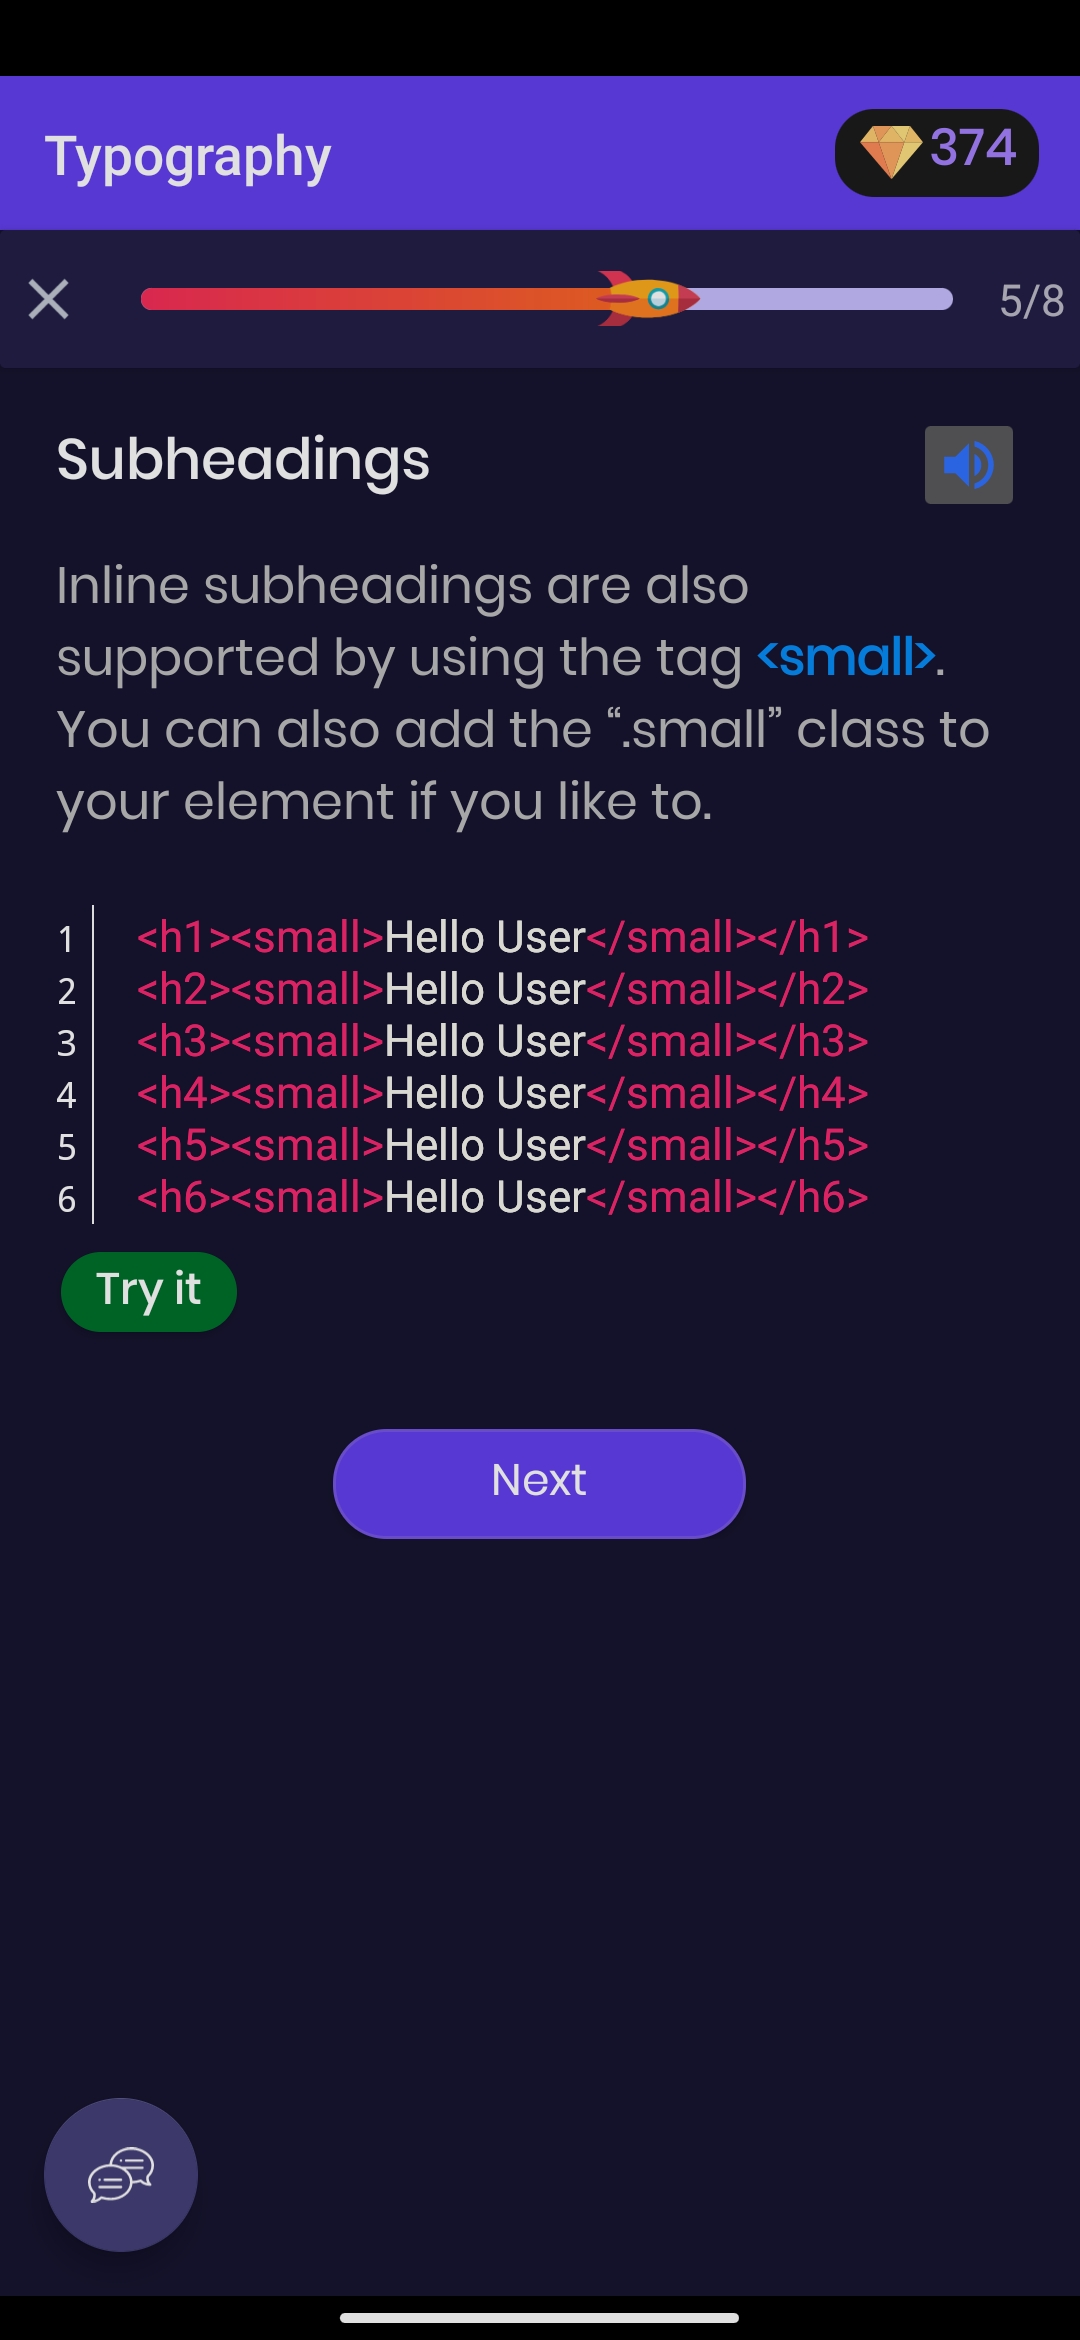 Typography
374
5/8
Subheadings
Inline subheadings are also
supported by using the tag <small>.
You can also add the “.small” class to
your element if you like to.
1 <h1><small>Hello User</small></h1>
2 <h2><small>Hello User</small></h2>
3 <h3><small>Hello User</small></h3>
4 <h4><small>Hello User</small></h4>
5 <h5><small>Hello User</small></h5>
6 <h6><small>Hello User</small></h6>
Try it
Next